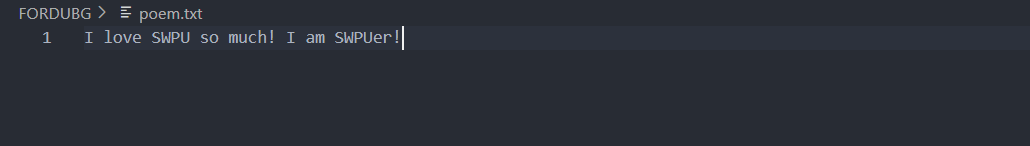 FORDUBG > poem.txt
1 I love SWPU so much! I am SWPUer!